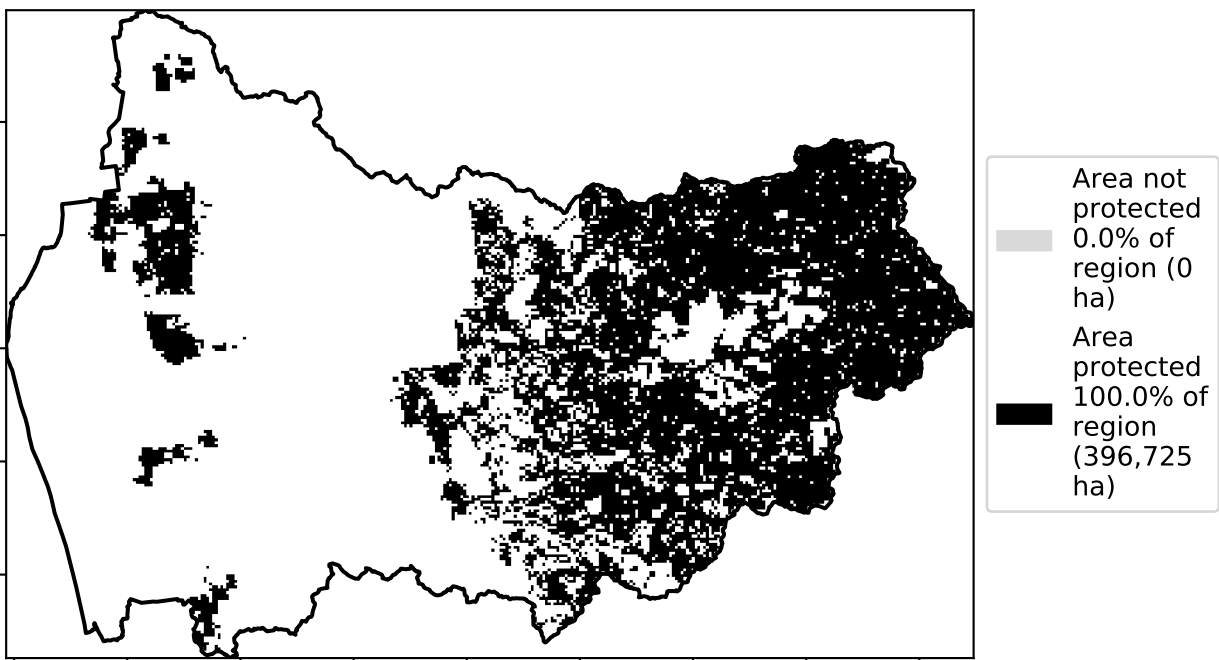 Area not
protected
0.0% of
region (0
ha)
Area
protected
100.0% of
region
(396,725
ha)